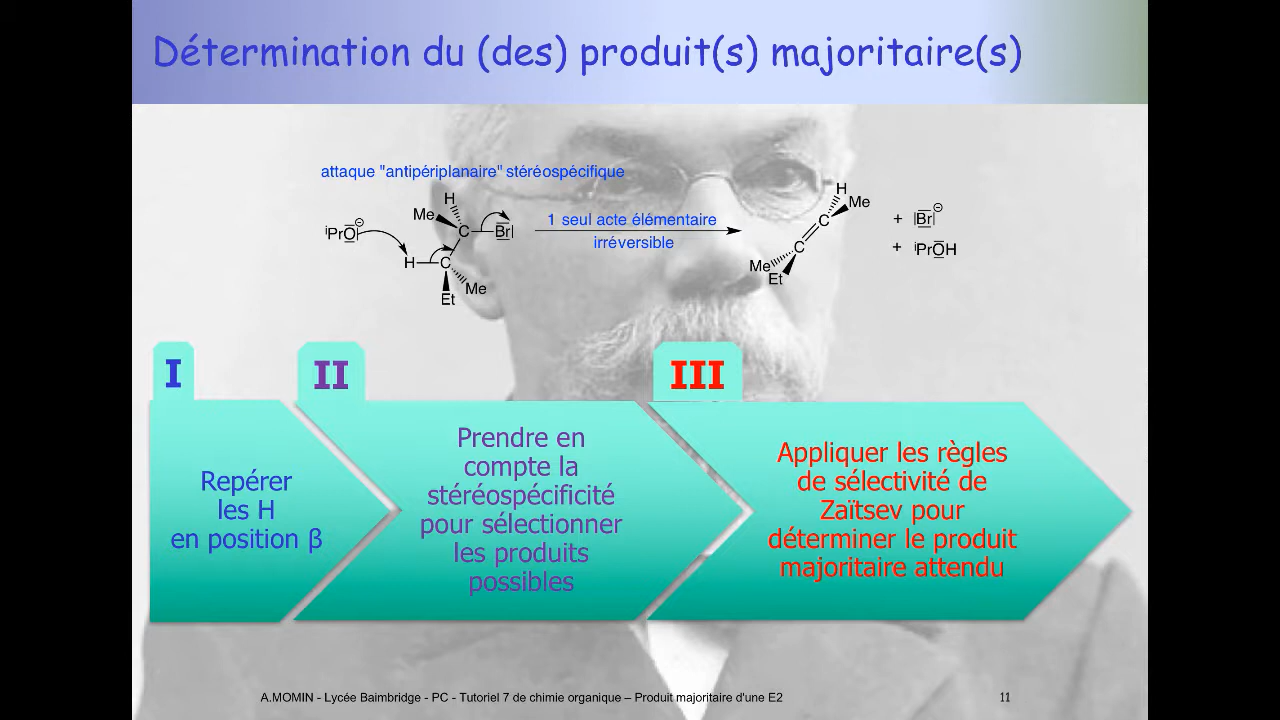 Détermination du (des) produit(s) majoritaire(s)
attaque "antipériplanaire" stéréospécifique
H
Me
iPrO
C
Br
H
C
Me
Et
1 seul acte élémentaire
irréversible
H
Me
C
C
Me
Et
+ Br
+ iPrOH
I
II
III
Repérer
les H
en position β
Prendre en
compte la
stéréospécificité
pour sélectionner
les produits
possibles
Appliquer les règles
de sélectivité de
Zaïtsev pour
déterminer le produit
majoritaire attendu
A.MOMIN - Lycée Baimbridge - PC - Tutoriel 7 de chimie organique – Produit majoritaire d'une E2
11